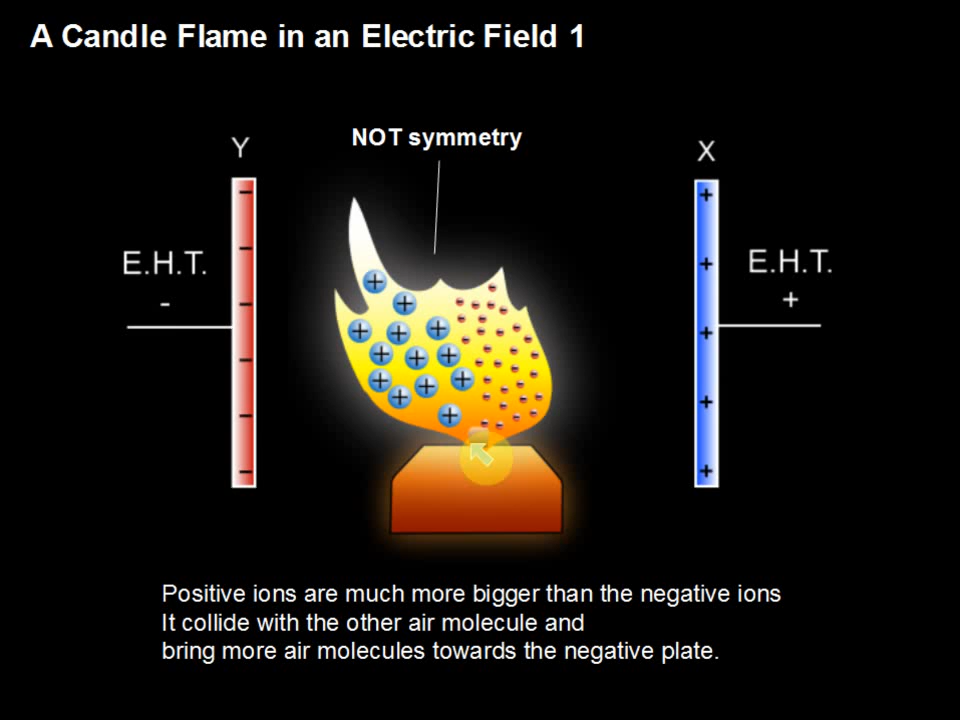 A Candle Flame in an Electric Field 1
NOT symmetry
Y
X
E.H.T.
-
E.H.T.
+
Positive ions are much more bigger than the negative ions
It collide with the other air molecule and
bring more air molecules towards the negative plate.